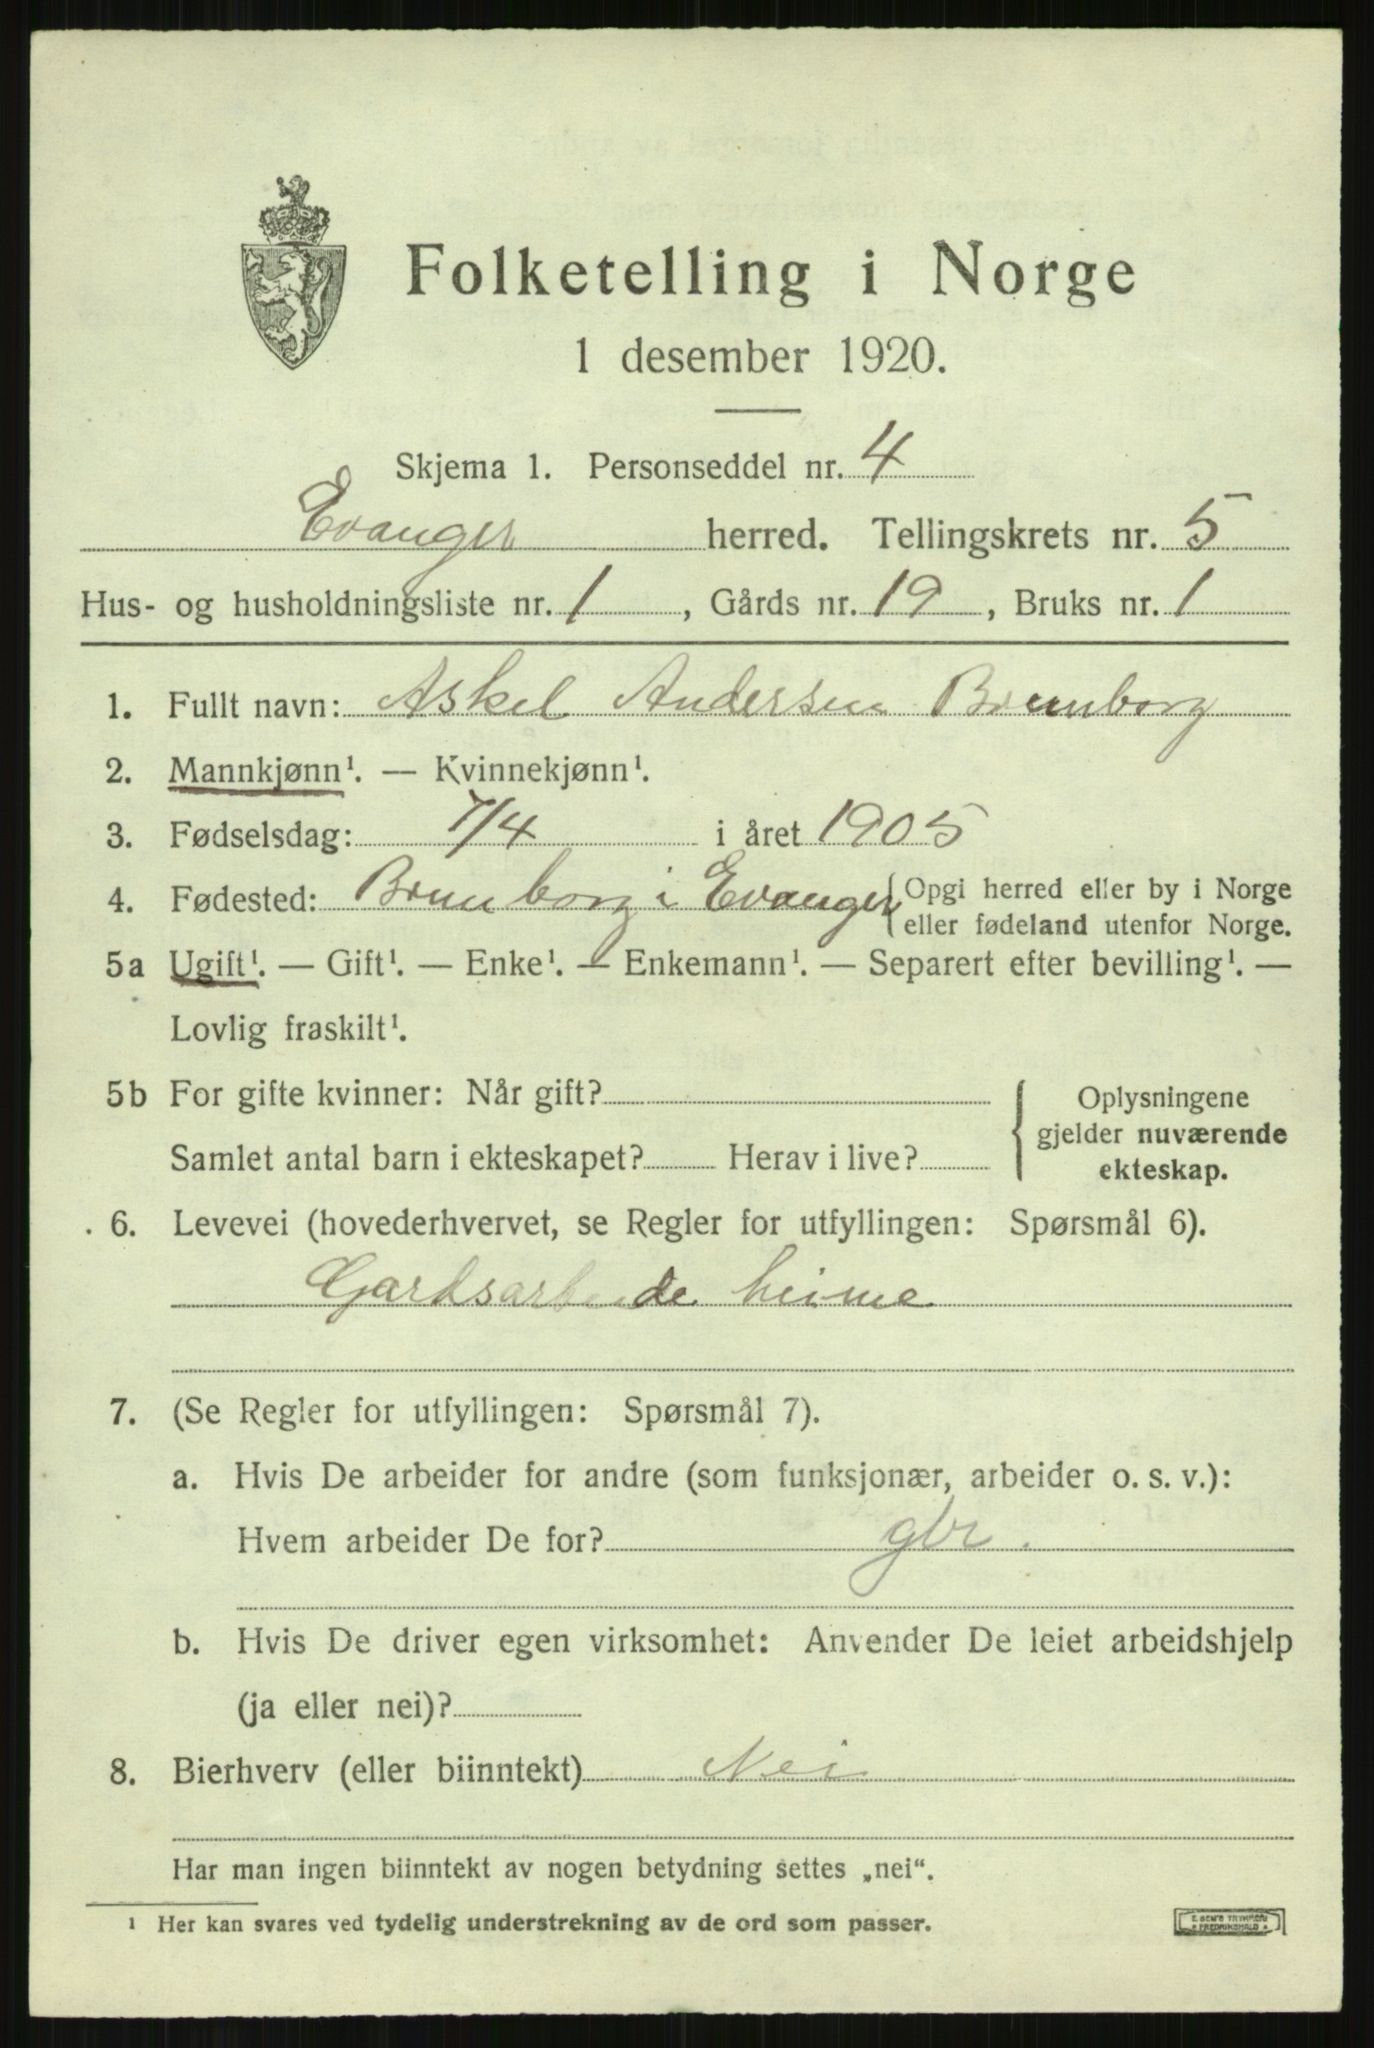 Folketelling i Norge
1 desember 1920.
Skjema 1. Personseddel nr. 4
Evanger herred. Tellingskrets nr. 5
Hus- og husholdningsliste nr. 1, Gårds nr. 19, Bruks nr. 1
1. Fullt navn: Askel Andersen Brunborg
2. Mannkjønn¹. — Kvinnekjønn¹.
3. Fødselsdag: 7/4 i året 1905
4. Fødested: Brunborg i Evanger { Opgi herred eller by i Norge
eller fødeland utenfor Norge.
5a Ugift¹. — Gift¹. — Enke¹. — Enkemann¹. — Separert efter bevilling¹. —
Lovlig fraskilt¹.
5b For gifte kvinner: Når gift?
Samlet antal barn i ekteskapet? Herav i live?
{ Oplysningene
gjelder nuværende
ekteskap.
6. Levevei (hovederhvervet, se Regler for utfyllingen: Spørsmål 6).
heime
7. (Se Regler for utfyllingen: Spørsmål 7).
a. Hvis De arbeider for andre (som funksjonær, arbeider o. s. v.):
Hvem arbeider De for? gbr.
b. Hvis De driver egen virksomhet: Anvender De leiet arbeidshjelp
(ja eller nei)?
8. Bierhverv (eller biinntekt) Nei
Har man ingen biinntekt av nogen betydning settes „nei“.
¹ Her kan svares ved tydelig understrekning av de ord som passer.